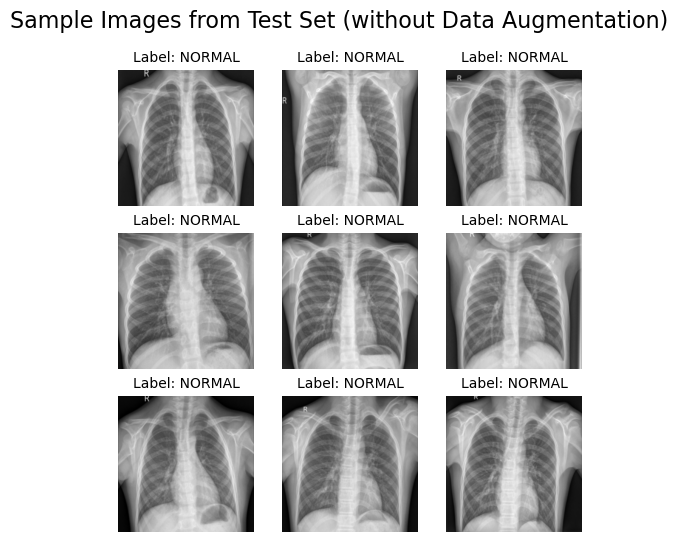 Sample Images from Test Set (without Data Augmentation)
Label: NORMAL Label: NORMAL Label: NORMAL
R R R
Label: NORMAL Label: NORMAL Label: NORMAL
R R
Label: NORMAL Label: NORMAL Label: NORMAL
R R R